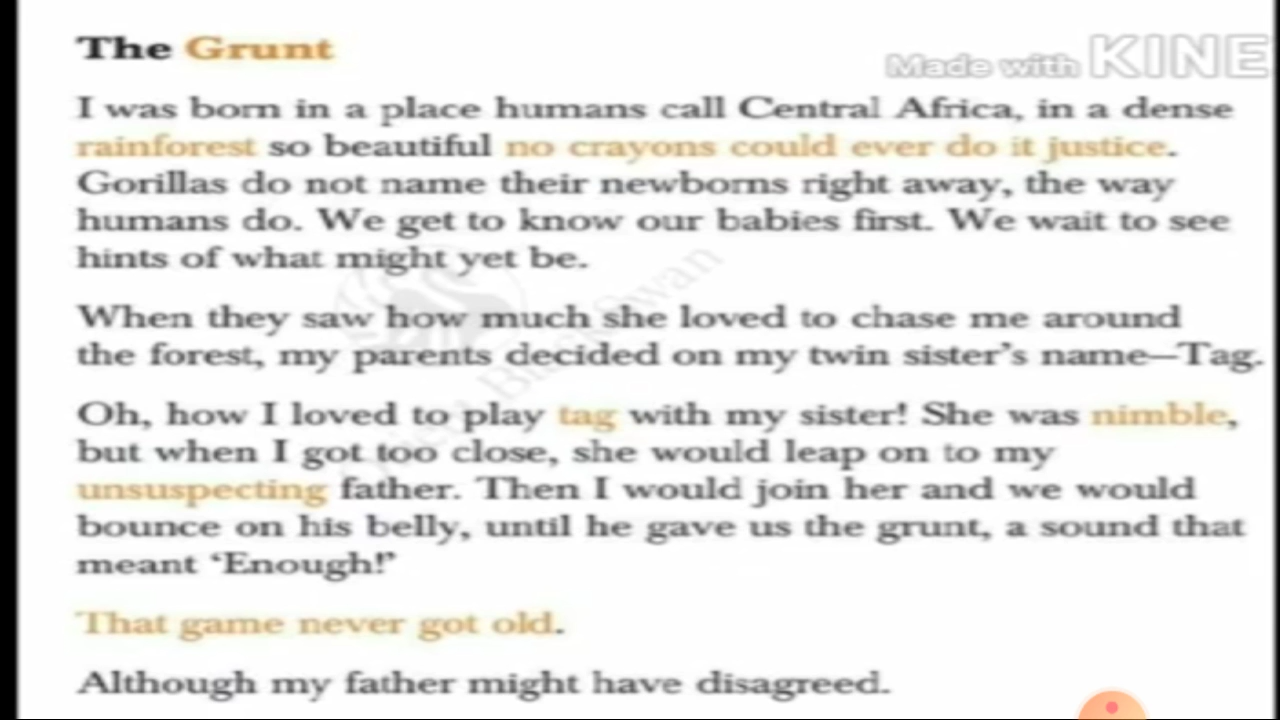 The Grunt
Made with KINE
I was born in a place humans call Central Africa, in a dense
rainforest so beautiful no crayons could ever do it justice.
Gorillas do not name their newborns right away, the way
humans do. We get to know our babies first. We wait to see
hints of what might yet be.
When they saw how much she loved to chase me around
the forest, my parents decided on my twin sister’s name—Tag.
Oh, how I loved to play tag with my sister! She was nimble,
but when I got too close, she would leap on to my
unsuspecting father. Then I would join her and we would
bounce on his belly, until he gave us the grunt, a sound that
meant ‘Enough!’
That game never got old.
Although my father might have disagreed.